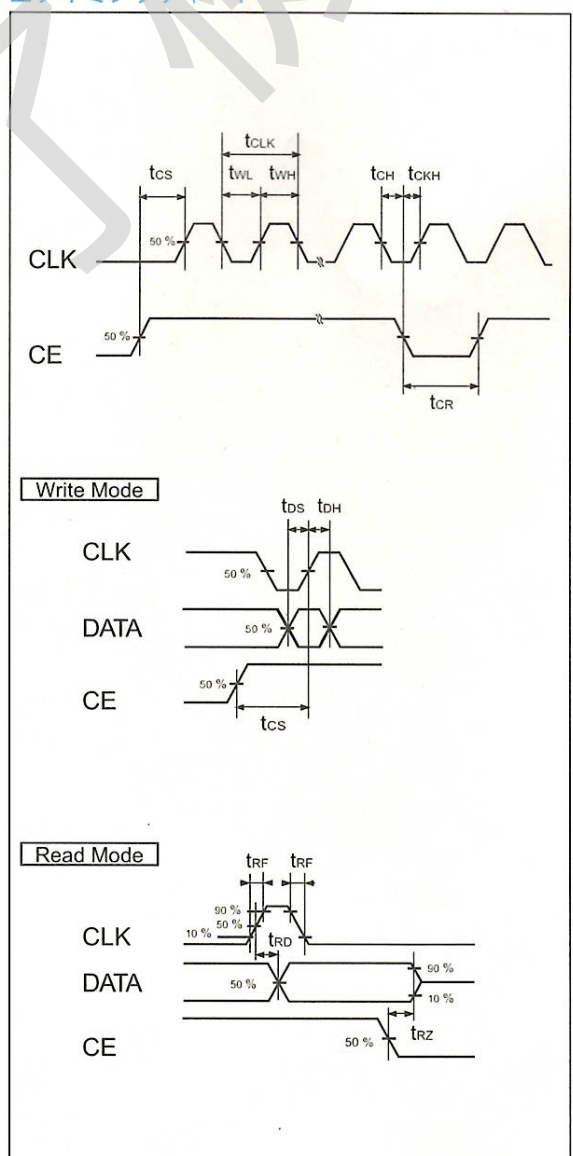 tCLK
tCS tWL tWH tCH tCKH
50 %
CLK
50 %
CE
tCR
Write Mode
tDS tDH
CLK
50 %
DATA
50 %
50 %
CE
tCS
Read Mode
tRF tRF
90 %
50 %
10 %
CLK
tRD
DATA
50 %
90 %
10 %
CE
50 %
tRZ